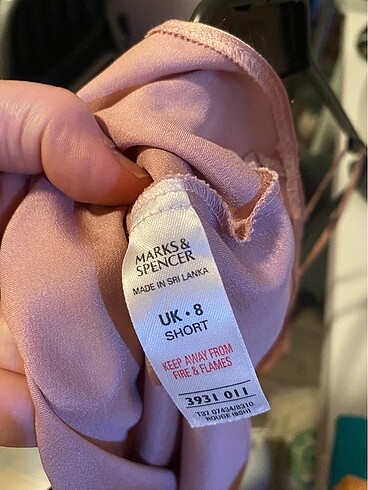 MARKS &
SPENCER
MADE IN SRI LANKA
UK • 8
SHORT
KEEP AWAY FROM
FIRE & FLAMES
3931 011